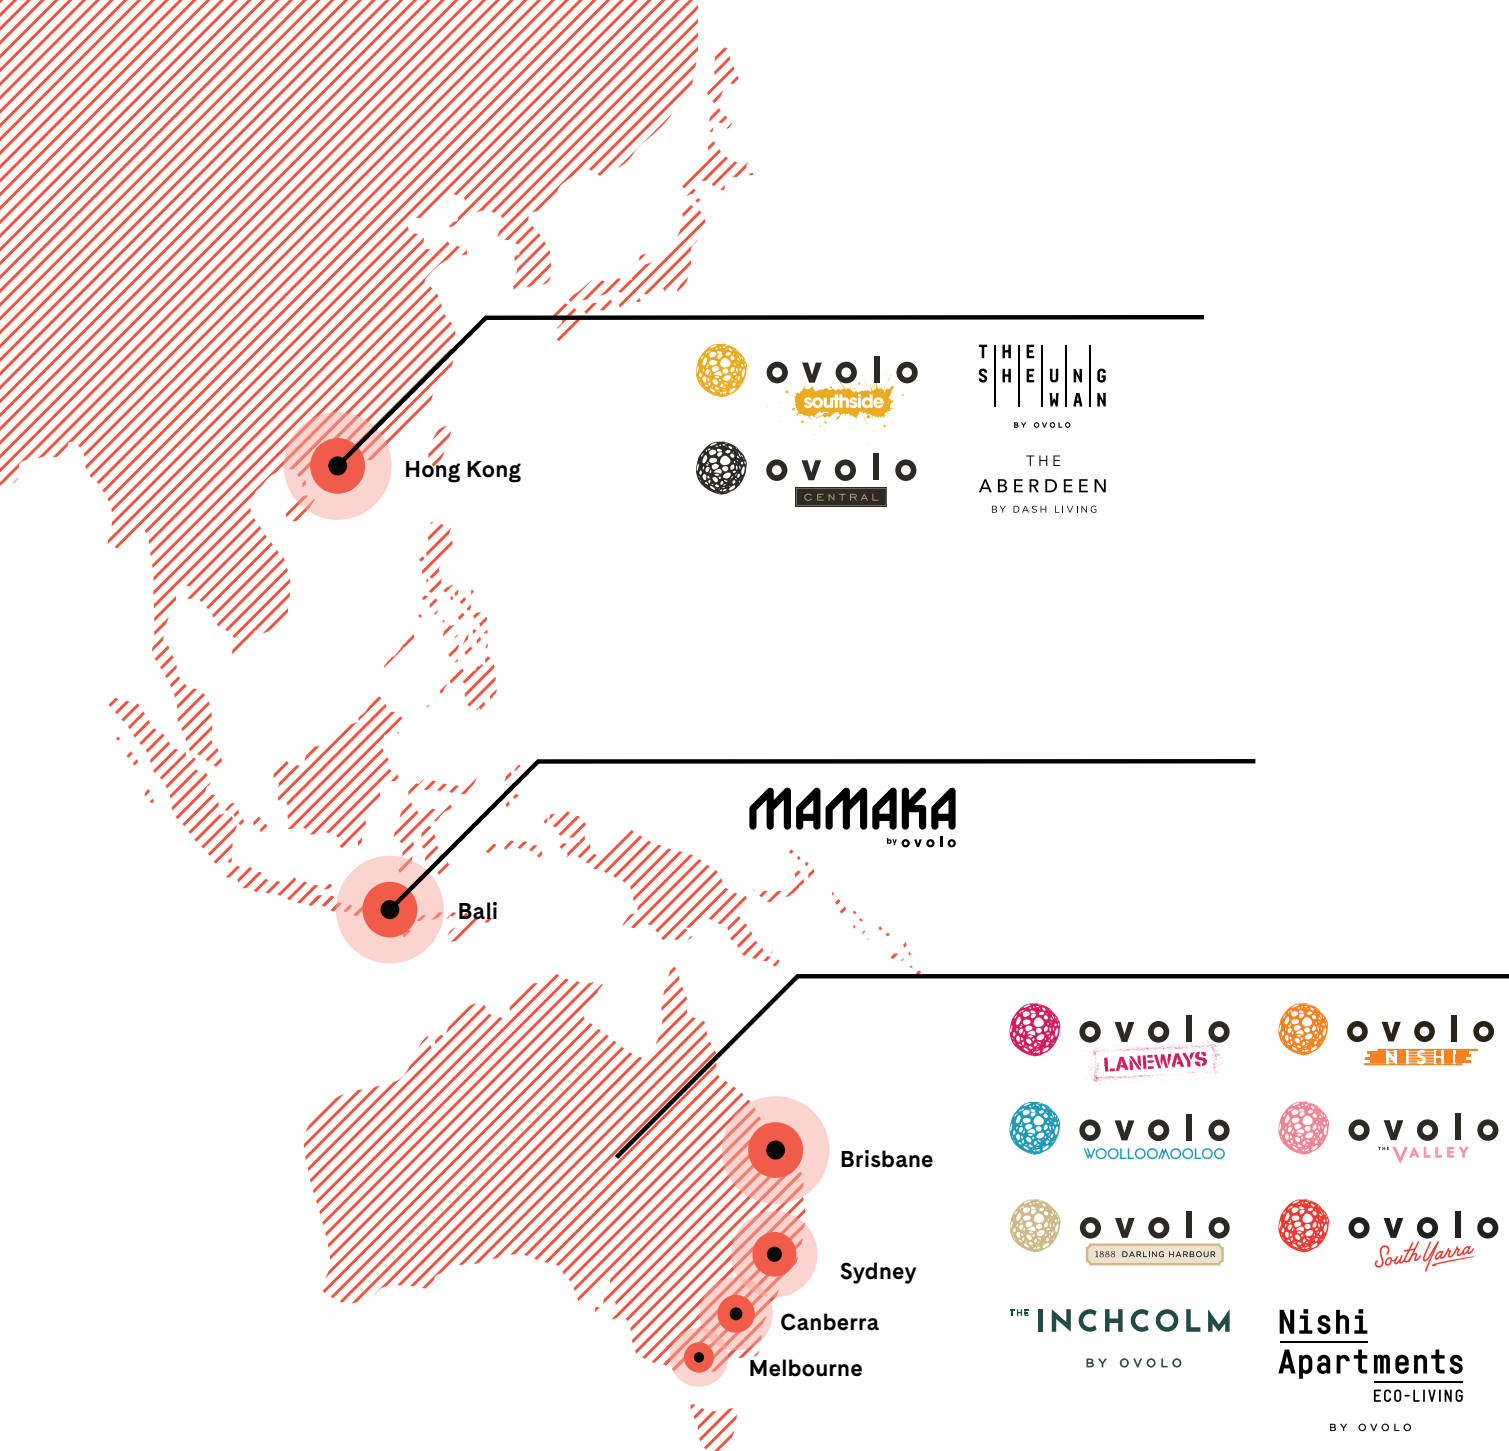 ovolo
southside
THE
SHEUNG
WAN
BY OVOLO
Hong Kong
ovolo
CENTRAL
THE
ABERDEEN
BY DASH LIVING
MAMAKA
by ovolo
Bali
ovolo
LANEWAYS
ovolo
NISHI
Brisbane
ovolo
WOOLLOOMOOLOO
ovolo
THE VALLEY
Sydney
ovolo
1888 DARLING HARBOUR
ovolo
South Yarra
Canberra
Melbourne
THE INCHCOLM
BY OVOLO
Nishi
Apartments
ECO-LIVING
BY OVOLO